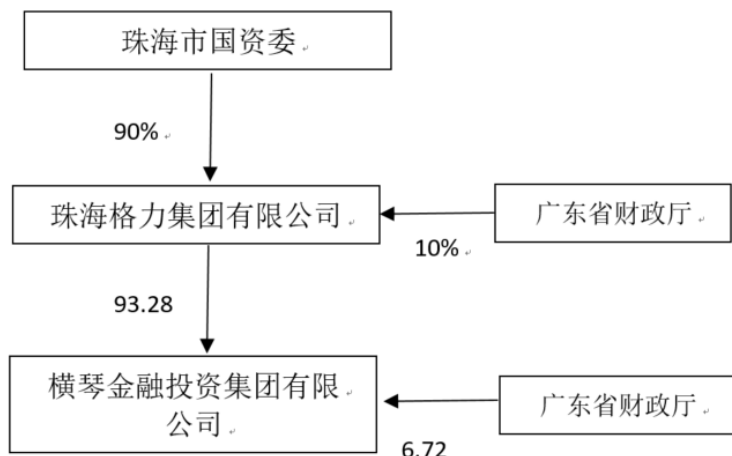 珠海市国资委
90%
珠海格力集团有限公司
广东省财政厅
10%
93.28
横琴金融投资集团有限
公司
广东省财政厅
6.72